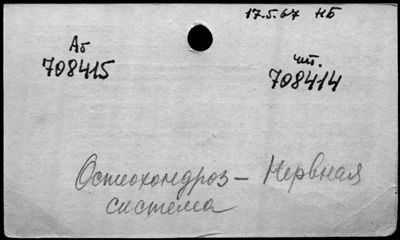 17.5.67 НБ
Аб
708415
чит.
708414
Остеохондроз – Нервная
система